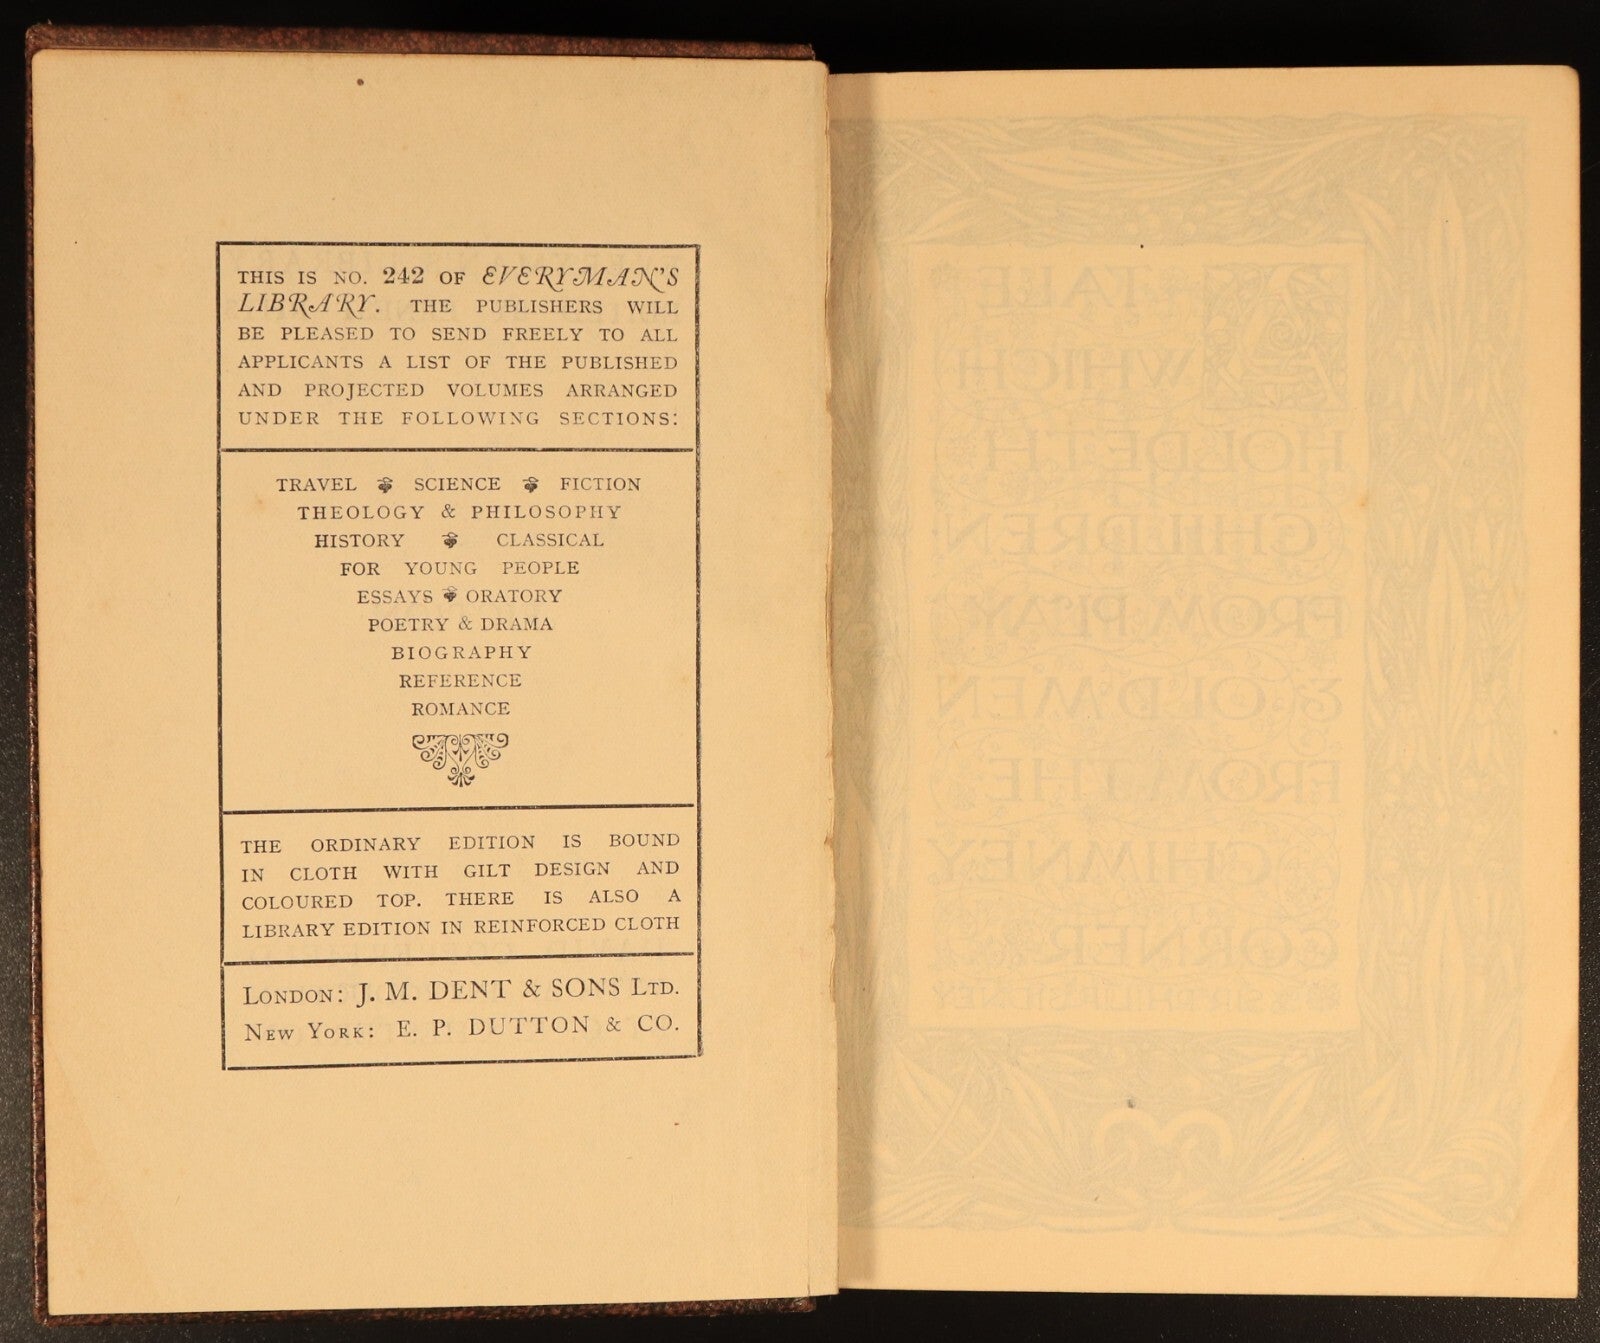 THIS IS NO. 242 OF EVERYMAN'S
LIBRARY. THE PUBLISHERS WILL
BE PLEASED TO SEND FREELY TO ALL
APPLICANTS A LIST OF THE PUBLISHED
AND PROJECTED VOLUMES ARRANGED
UNDER THE FOLLOWING SECTIONS:
TRAVEL SCIENCE FICTION
THEOLOGY & PHILOSOPHY
HISTORY CLASSICAL
FOR YOUNG PEOPLE
ESSAYS ORATORY
POETRY & DRAMA
BIOGRAPHY
REFERENCE
ROMANCE
THE ORDINARY EDITION IS BOUND
IN CLOTH WITH GILT DESIGN AND
COLOURED TOP. THERE IS ALSO A
LIBRARY EDITION IN REINFORCED CLOTH
LONDON: J. M. DENT & SONS LTD.
NEW YORK: E. P. DUTTON & CO.
WHICH
HOLDETH
CHILDREN
FROM PLAY
& OLD MEN
FROM THE
CHIMNEY
CORNER